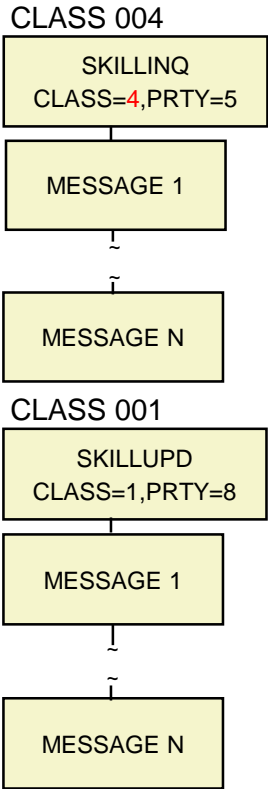 CLASS 004
SKILLINQ
CLASS=4,PRTY=5
MESSAGE 1
~
~
MESSAGE N
CLASS 001
SKILLUPD
CLASS=1,PRTY=8
MESSAGE 1
~
~
MESSAGE N